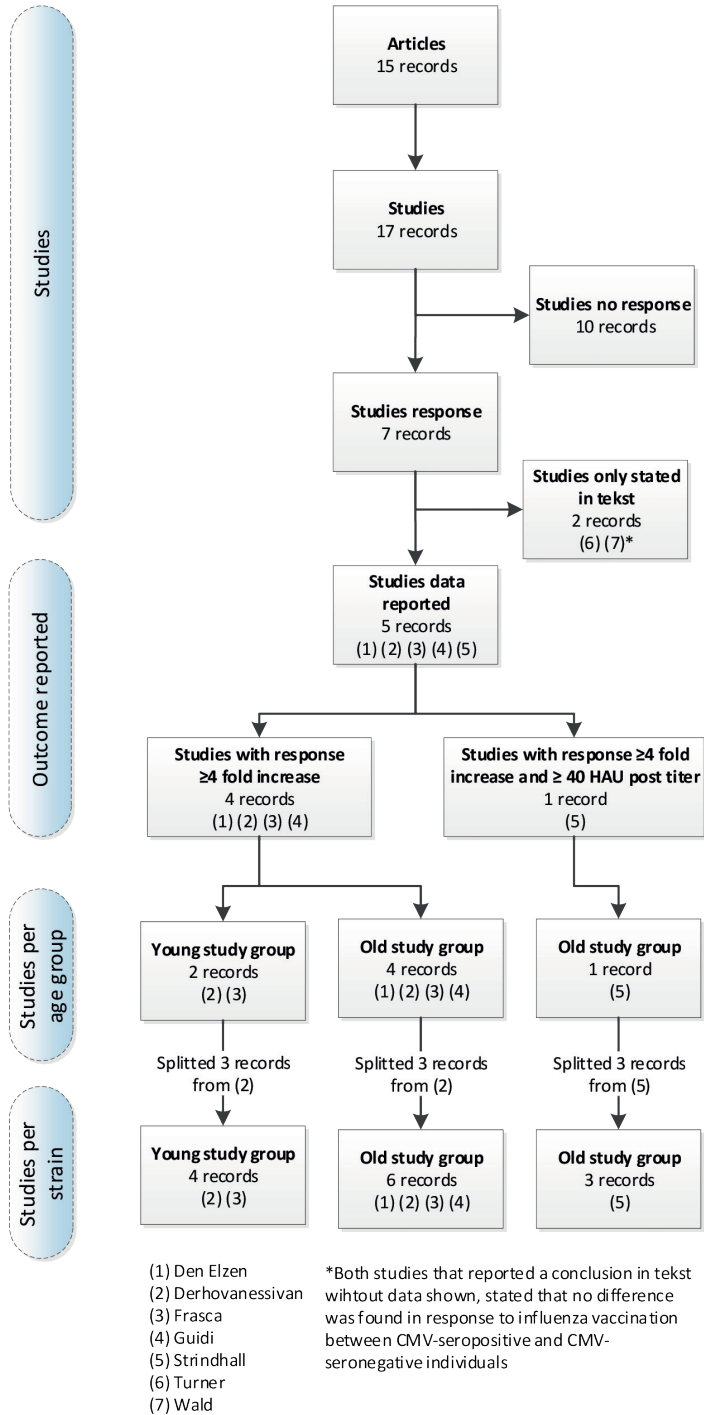 Articles
15 records
Studies
17 records
Studies no response
10 records
Studies response
7 records
Studies only stated
in tekst
2 records
(6) (7)*
Studies data
reported
5 records
(1) (2) (3) (4) (5)
Studies with response
≥4 fold increase
4 records
(1) (2) (3) (4)
Studies with response ≥4 fold
increase and ≥ 40 HAU post titer
1 record
(5)
Young study group
2 records
(2) (3)
Old study group
4 records
(1) (2) (3) (4)
Old study group
1 record
(5)
Splitted 3 records
from (2)
Splitted 3 records
from (2)
Splitted 3 records
from (5)
Young study group
4 records
(2) (3)
Old study group
6 records
(1) (2) (3) (4)
Old study group
3 records
(5)
Studies
Outcome reported
Studies per
age group
Studies per
strain
(1) Den Elzen
(2) Derhovanessivan
(3) Frasca
(4) Guidi
(5) Strindhall
(6) Turner
(7) Wald
*Both studies that reported a conclusion in tekst
wihtout data shown, stated that no difference
was found in response to influenza vaccination
between CMV-seropositive and CMV-
seronegative individuals